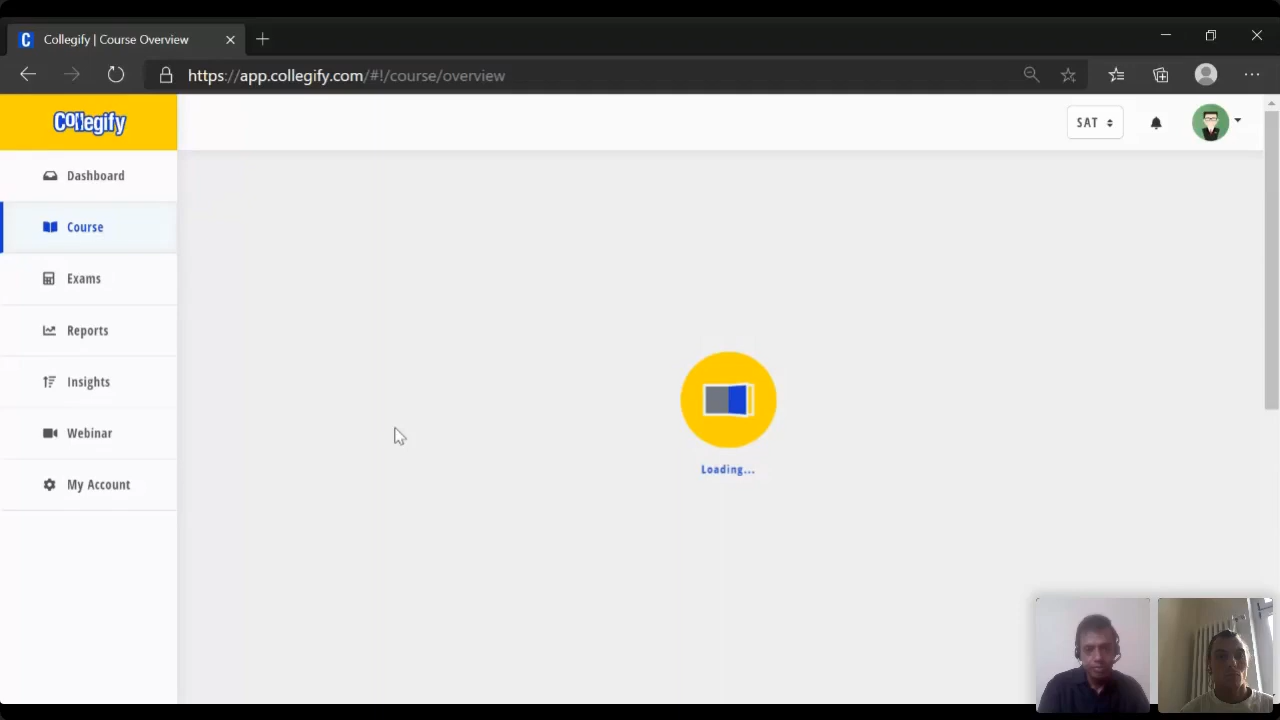 Collegify | Course Overview
https://app.collegify.com/#!/course/overview
Collegify
SAT
Dashboard
Course
Exams
Reports
Insights
Webinar
My Account
Loading...